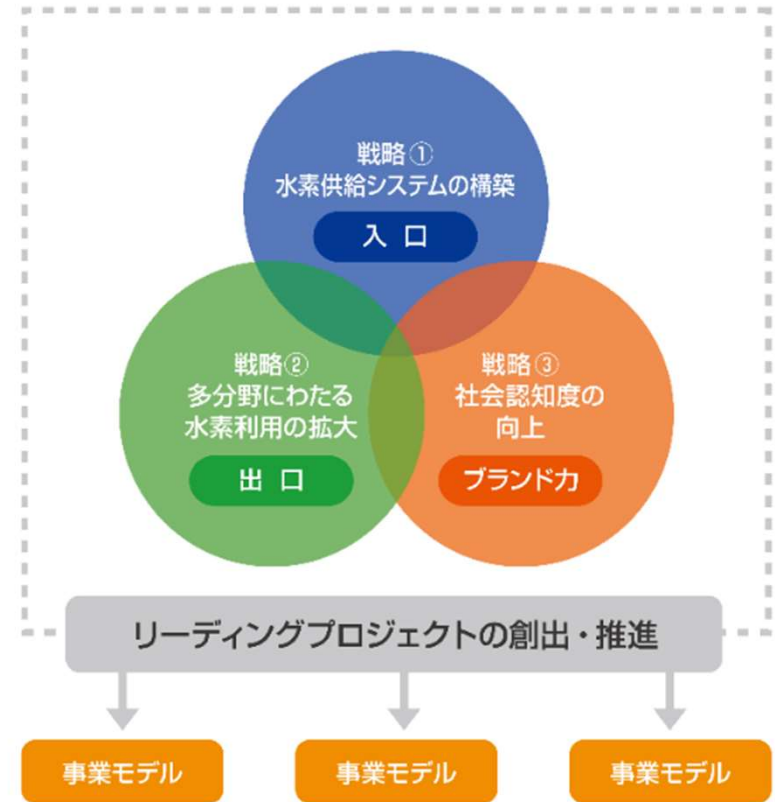 戦略①
水素供給システムの構築
入 口
戦略②
多分野にわたる
水素利用の拡大
出 口
戦略③
社会認知度の
向上
ブランド力
リーディングプロジェクトの創出・推進
事業モデル
事業モデル
事業モデル